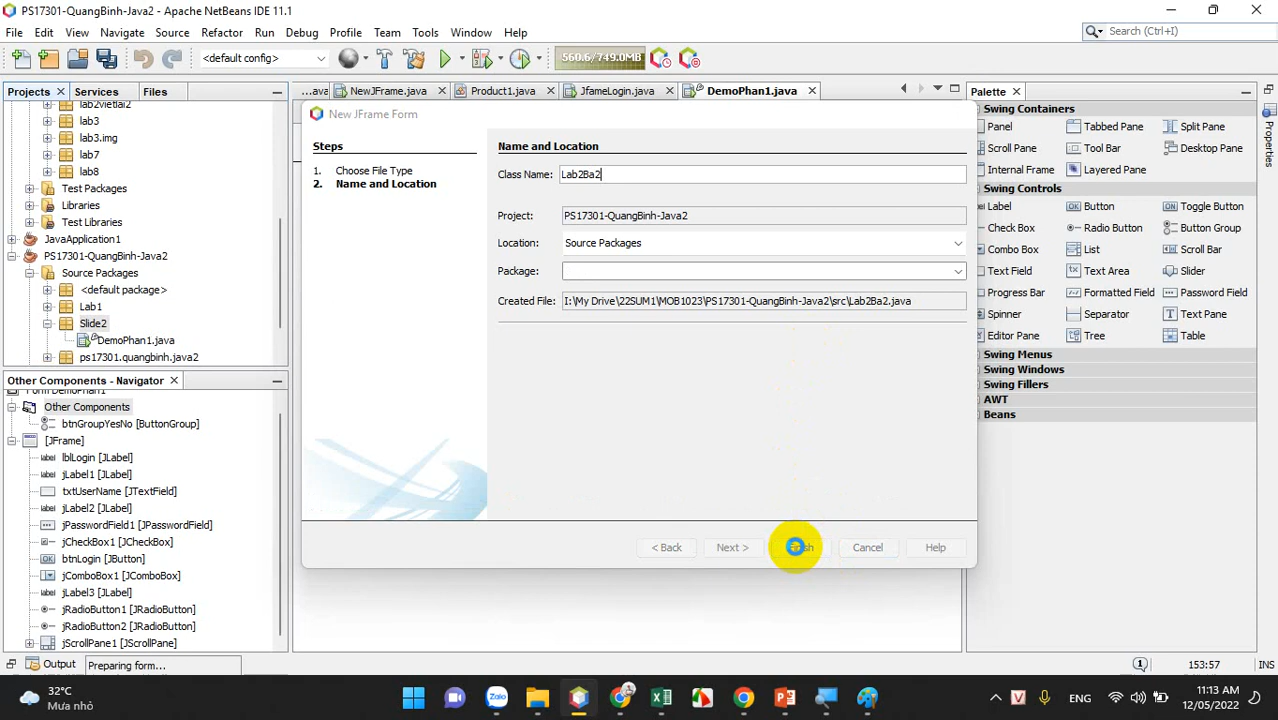 PS17301-QuangBinh-Java2 - Apache NetBeans IDE 11.1
File Edit View Navigate Source Refactor Run Debug Profile Team Tools Window Help
Search (Ctrl+I)
<default config>
560.6/749.0MB
Projects Services Files
...ava NewJFrame.java Product1.java JfameLogin.java DemoPhan1.java
Palette
lab2vietlai2
lab3
lab3.img
lab7
lab8
Test Packages
Libraries
Test Libraries
JavaApplication1
PS17301-QuangBinh-Java2
Source Packages
<default package>
Lab1
Slide2
DemoPhan1.java
ps17301.quangbinh.java2
Other Components - Navigator
Form DemoPhan1
Other Components
btnGroupYesNo [ButtonGroup]
[JFrame]
lblLogin [JLabel]
jLabel1 [JLabel]
txtUserName [JTextField]
jLabel2 [JLabel]
jPasswordField1 [JPasswordField]
jCheckBox1 [JCheckBox]
btnLogin [JButton]
jComboBox1 [JComboBox]
jLabel3 [JLabel]
jRadioButton1 [JRadioButton]
jRadioButton2 [JRadioButton]
jScrollPane1 [JScrollPane]
New JFrame Form
Steps
1. Choose File Type
2. Name and Location
Name and Location
Class Name: Lab2Ba2
Project: PS17301-QuangBinh-Java2
Location: Source Packages
Package:
Created File: I:\My Drive\22SUM1\MOB1023\PS17301-QuangBinh-Java2\src\Lab2Ba2.java
< Back Next > Cancel Help
Swing Containers
Panel Tabbed Pane Split Pane
Scroll Pane Tool Bar Desktop Pane
Internal Frame Layered Pane
Swing Controls
Label Button Toggle Button
Check Box Radio Button Button Group
Combo Box List Scroll Bar
Text Field Text Area Slider
Progress Bar Formatted Field Password Field
Spinner Separator Text Pane
Editor Pane Tree Table
Swing Menus
Swing Windows
Swing Fillers
AWT
Beans
Properties
Output Preparing form...
1 153:57 INS
32°C
Mưa nhỏ
ENG
11:13 AM
12/05/2022